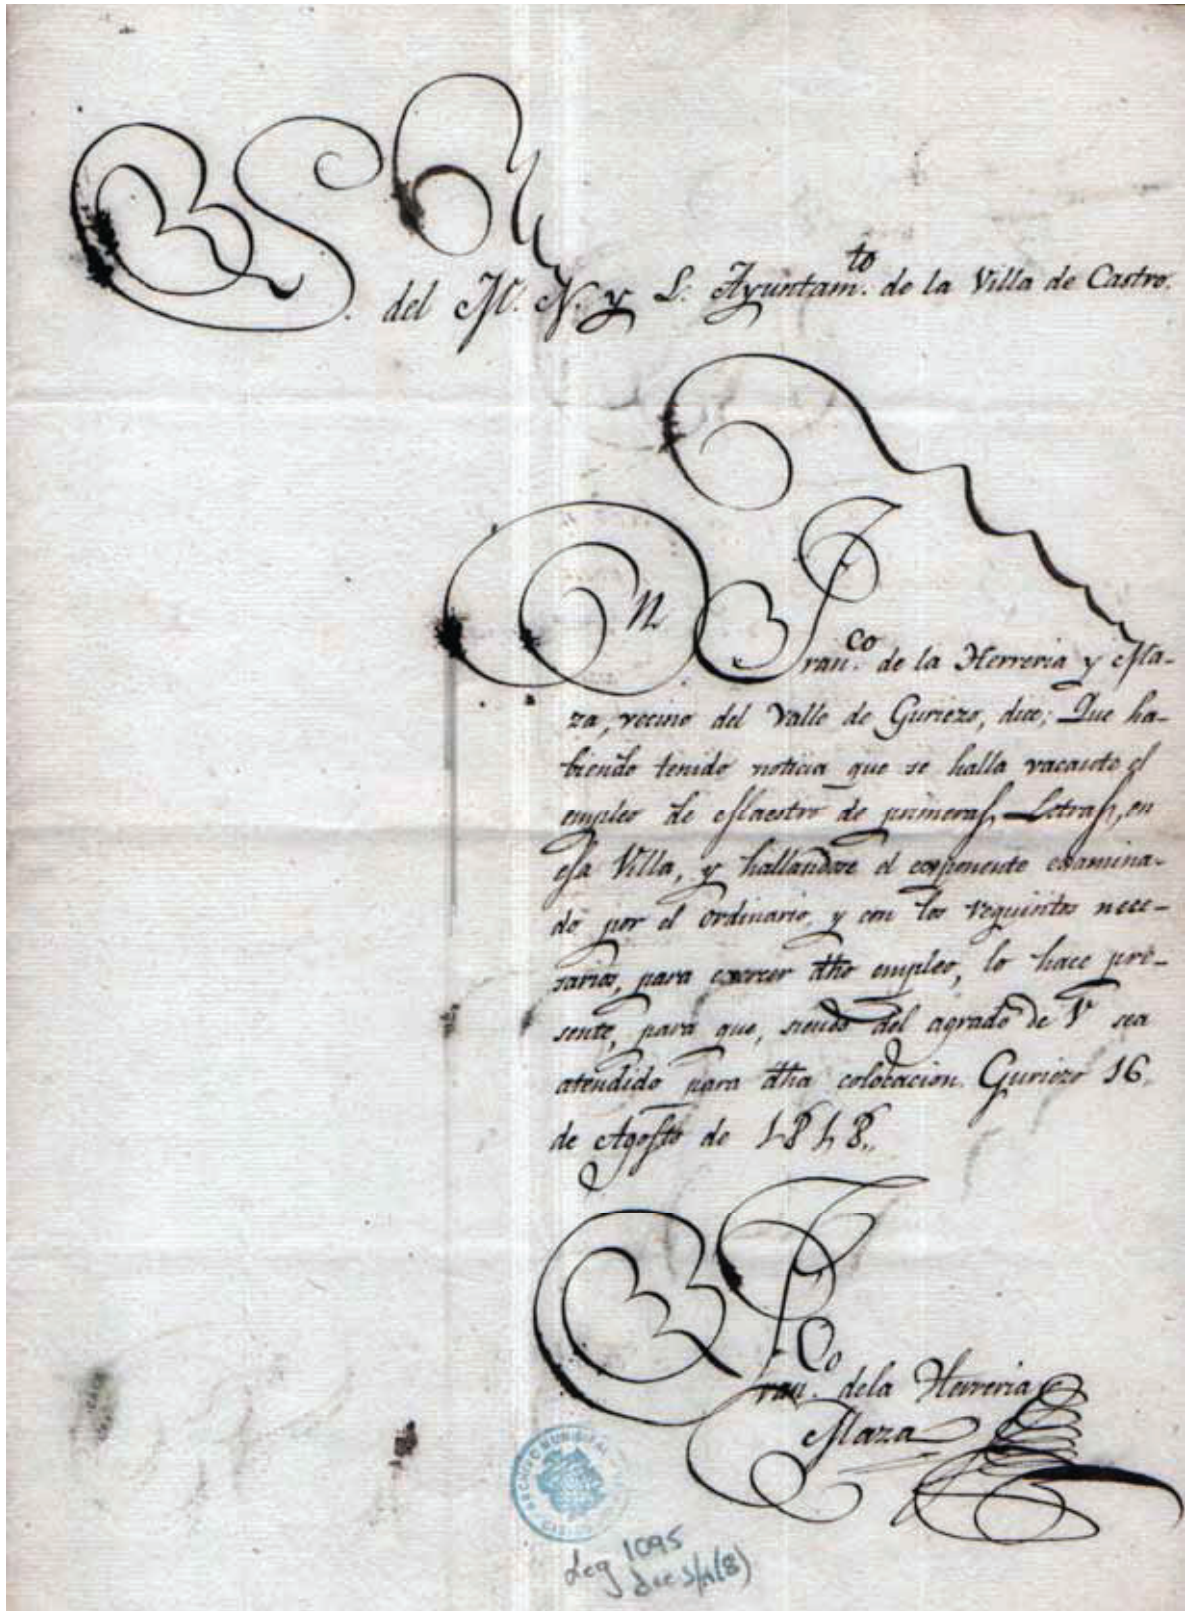 S.
del M. N. y L. Ayuntam.to de la Villa de Castro.
Dn Fran.co de la Herreria y Ma-
za, vecino del Valle de Guriezo, dice; Que ha-
biendo tenido noticia que se halla vacante el
empleo de Maestro de primeras Letras, en
esa Villa, y hallandose el exponente examina-
do por el Ordinario, y con los requisitos nece-
sarios, para exercer dho empleo, lo hace pre-
sente, para que, siendo del agrado de V sea
atendido para dha colocacion. Guriezo 16,
de Agosto de 1818.,
Fran.co dela Herreria
Maza
ARCHIVO MUNICIPAL
Leg 1095